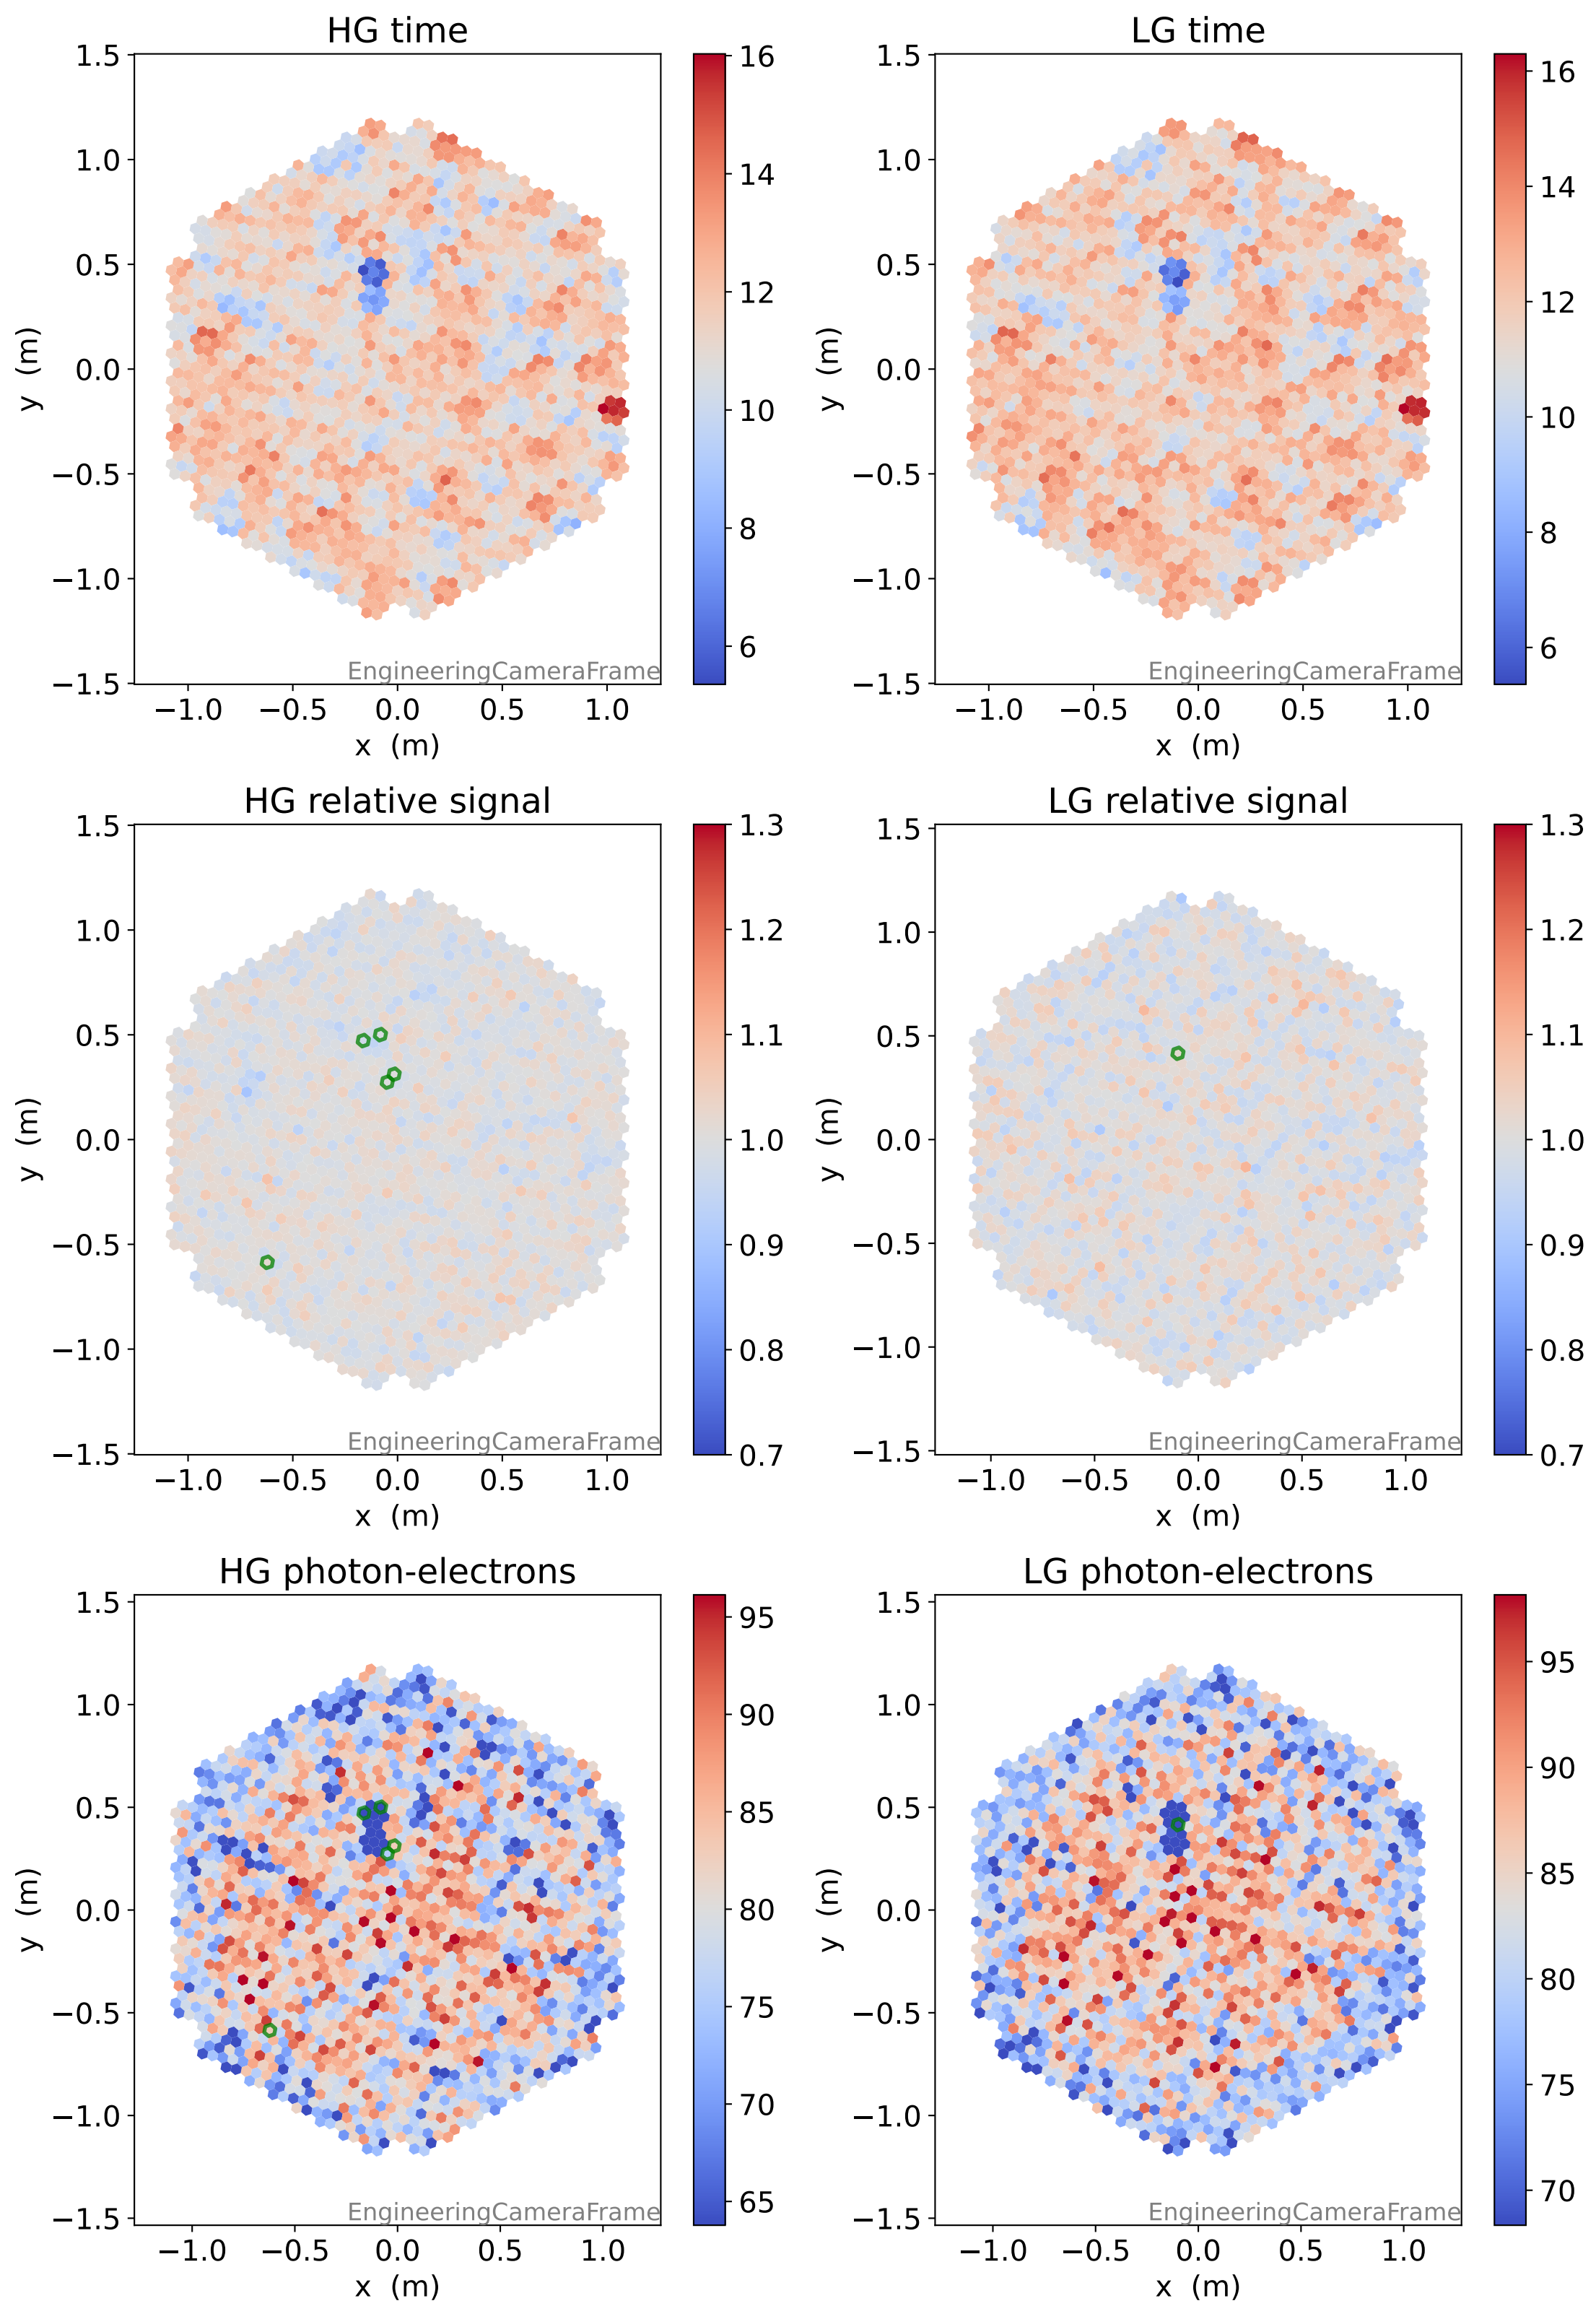 HG time
1.5
1.0
0.5
0.0
−0.5
−1.0
−1.5
y (m)
−1.0 −0.5 0.0 0.5 1.0
x (m)
EngineeringCameraFrame
16
14
12
10
8
6
LG time
1.5
1.0
0.5
0.0
−0.5
−1.0
−1.5
y (m)
−1.0 −0.5 0.0 0.5 1.0
x (m)
EngineeringCameraFrame
16
14
12
10
8
6
HG relative signal
1.5
1.0
0.5
0.0
−0.5
−1.0
−1.5
y (m)
−1.0 −0.5 0.0 0.5 1.0
x (m)
EngineeringCameraFrame
1.3
1.2
1.1
1.0
0.9
0.8
0.7
LG relative signal
1.5
1.0
0.5
0.0
−0.5
−1.0
−1.5
y (m)
−1.0 −0.5 0.0 0.5 1.0
x (m)
EngineeringCameraFrame
1.3
1.2
1.1
1.0
0.9
0.8
0.7
HG photon-electrons
1.5
1.0
0.5
0.0
−0.5
−1.0
−1.5
y (m)
−1.0 −0.5 0.0 0.5 1.0
x (m)
EngineeringCameraFrame
95
90
85
80
75
70
65
LG photon-electrons
1.5
1.0
0.5
0.0
−0.5
−1.0
−1.5
y (m)
−1.0 −0.5 0.0 0.5 1.0
x (m)
EngineeringCameraFrame
95
90
85
80
75
70